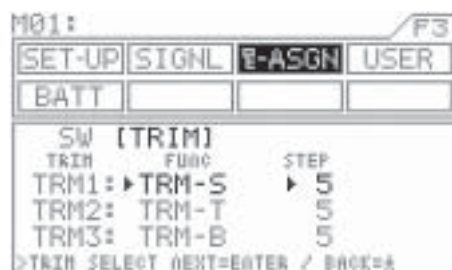 M01: F3
SET-UP SIGNL -ASGN USER
BATT
SW [TRIM]
TRIM FUNC STEP
TRM1:▸TRM-S ▸ 5
TRM2: TRM-T 5
TRM3: TRM-B 5
>TRIM SELECT NEXT=ENTER / BACK=